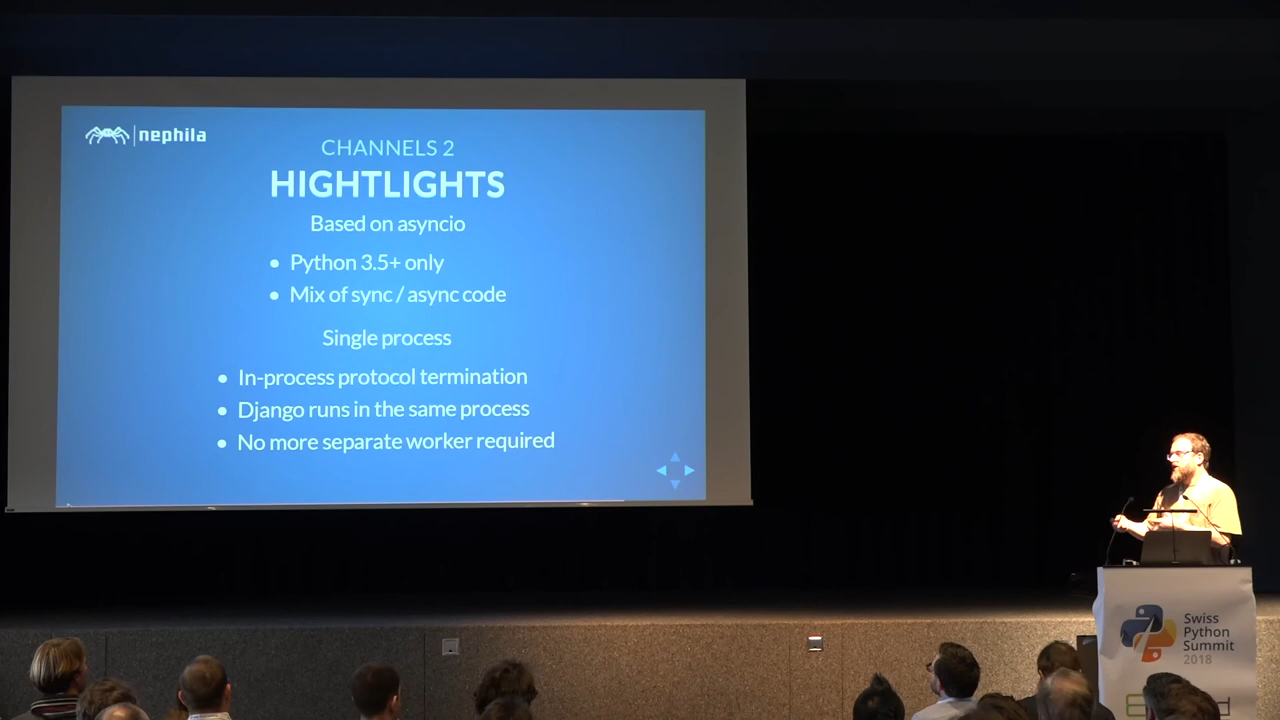 nephila
CHANNELS 2
HIGHTLIGHTS
Based on asyncio
Python 3.5+ only
Mix of sync / async code
Single process
In-process protocol termination
Django runs in the same process
No more separate worker required
Swiss
Python
Summit
2018